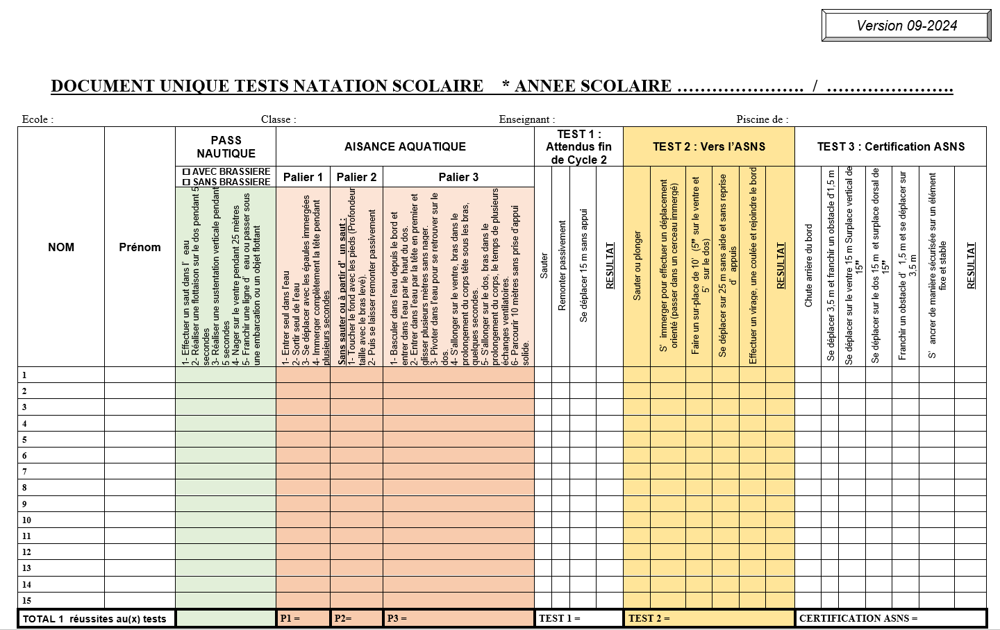 Version 09-2024
DOCUMENT UNIQUE TESTS NATATION SCOLAIRE * ANNEE SCOLAIRE …………………. / ………………….
Ecole :
Classe :
Enseignant :
Piscine de :
NOM
Prénom
PASS
NAUTIQUE
AVEC BRASSIERE
SANS BRASSIERE
1- Effectuer un saut dans l’ eau
2- Réaliser une flottaison sur le dos pendant 5
secondes
3- Réaliser une sustentation verticale pendant
5 secondes
4- Nager sur le ventre pendant 25 mètres
5- Franchir une ligne d’ eau ou passer sous
une embarcation ou un objet flottant
AISANCE AQUATIQUE
Palier 1
1- Entrer seul dans l'eau
2- Sortir seul de l'eau
3- Se déplacer avec les épaules immergées
4- Immerger complètement la tête pendant
plusieurs secondes
Palier 2
Sans sauter ou à partir d’ un saut :
1- Toucher le fond avec les pieds (Profondeur
taille avec le bras levé).
2- Puis se laisser remonter passivement
Palier 3
1- Basculer dans l'eau depuis le bord et
entrer dans l'eau par le haut du dos.
2- Entrer dans l'eau par la tête en premier et
glisser plusieurs mètres sans nager.
3- Pivoter dans l'eau pour se retrouver sur le
dos.
4- S'allonger sur le ventre, bras dans le
prolongement du corps tête sous les bras,
quelques secondes.
5- S'allonger sur le dos, bras dans le
prolongement du corps, le temps de plusieurs
échanges ventilatoires.
6- Parcourir 10 mètres sans prise d'appui
solide.
TEST 1 :
Attendus fin
de Cycle 2
Sauter
Remonter passivement
Se déplacer 15 m sans appui
RESULTAT
TEST 2 : Vers l’ASNS
Sauter ou plonger
S’ immerger pour effectuer un déplacement
orienté (passer dans un cerceau immergé)
Faire un sur-place de 10’ (5’’ sur le ventre et
5’ sur le dos)
Se déplacer sur 25 m sans aide et sans reprise
d’ appuis
Effectuer un virage, une coulée et rejoindre le bord
RESULTAT
TEST 3 : Certification ASNS
Chute arrière du bord
Se déplacer 3,5 m et franchir un obstacle d’1,5 m
Se déplacer sur le ventre 15 m Surplace vertical de
15’’
Se déplacer sur le dos 15 m et surplace dorsal de
15’’
Franchir un obstacle d’ 1,5 m et se déplacer sur
3,5 m
S’ ancrer de manière sécurisée sur un élément
fixe et stable
RESULTAT
1
2
3
4
5
6
7
8
9
10
11
12
13
14
15
TOTAL 1 réussites au(x) tests
P1 =
P2=
P3 =
TEST 1 =
TEST 2 =
CERTIFICATION ASNS =